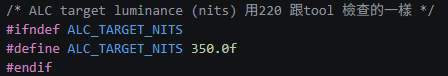 /* ALC target luminance (nits) 用220 跟tool 檢查的一樣 */
#ifndef ALC_TARGET_NITS
#define ALC_TARGET_NITS 350.0f
#endif